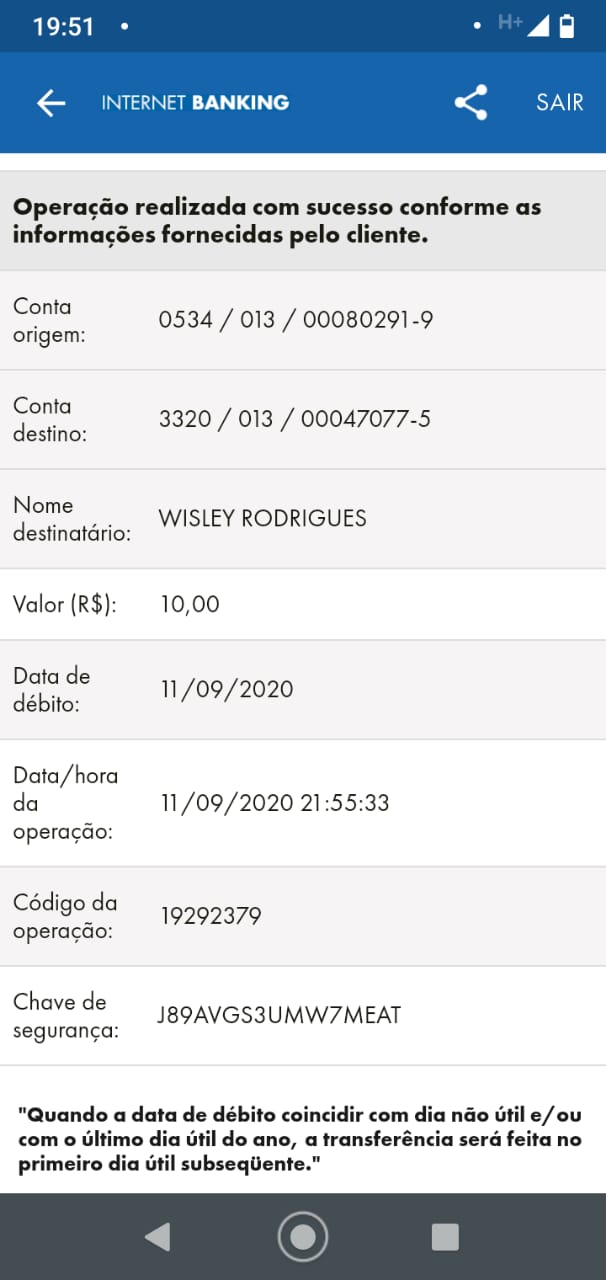 19:51
H+
INTERNET BANKING
SAIR
Operação realizada com sucesso conforme as
informações fornecidas pelo cliente.
Conta
origem:
0534 / 013 / 00080291-9
Conta
destino:
3320 / 013 / 00047077-5
Nome
destinatário:
WISLEY RODRIGUES
Valor (R$):
10,00
Data de
débito:
11/09/2020
Data/hora
da
operação:
11/09/2020 21:55:33
Código da
operação:
19292379
Chave de
segurança:
J89AVGS3UMW7MEAT
"Quando a data de débito coincidir com dia não útil e/ou
com o último dia útil do ano, a transferência será feita no
primeiro dia útil subseqüente."